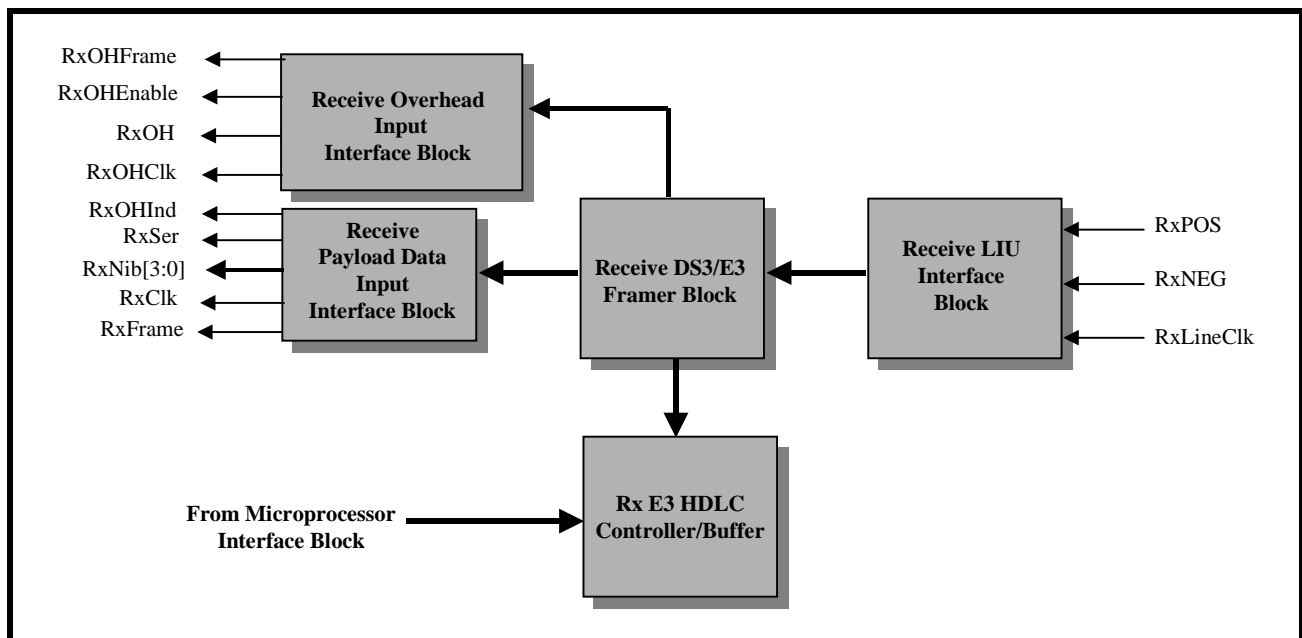 RxOHFrame
RxOHEnable
RxOH
RxOHClk
RxOHInd
RxSer
RxNib[3:0]
RxClk
RxFrame
Receive Overhead
Input
Interface Block
Receive
Payload Data
Input
Interface Block
Receive DS3/E3
Framer Block
Receive LIU
Interface
Block
RxPOS
RxNEG
RxLineClk
Rx E3 HDLC
Controller/Buffer
From Microprocessor
Interface Block